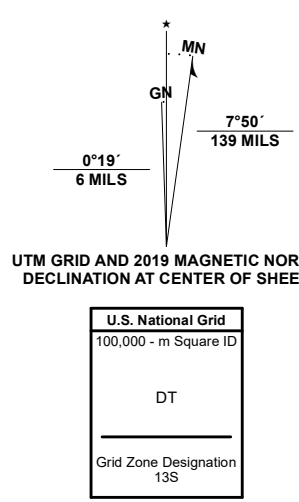 ★
MN
GN
7°50´
139 MILS
0°19´
6 MILS
UTM GRID AND 2019 MAGNETIC NOR
DECLINATION AT CENTER OF SHEE
U.S. National Grid
100,000 - m Square ID
DT
Grid Zone Designation
13S